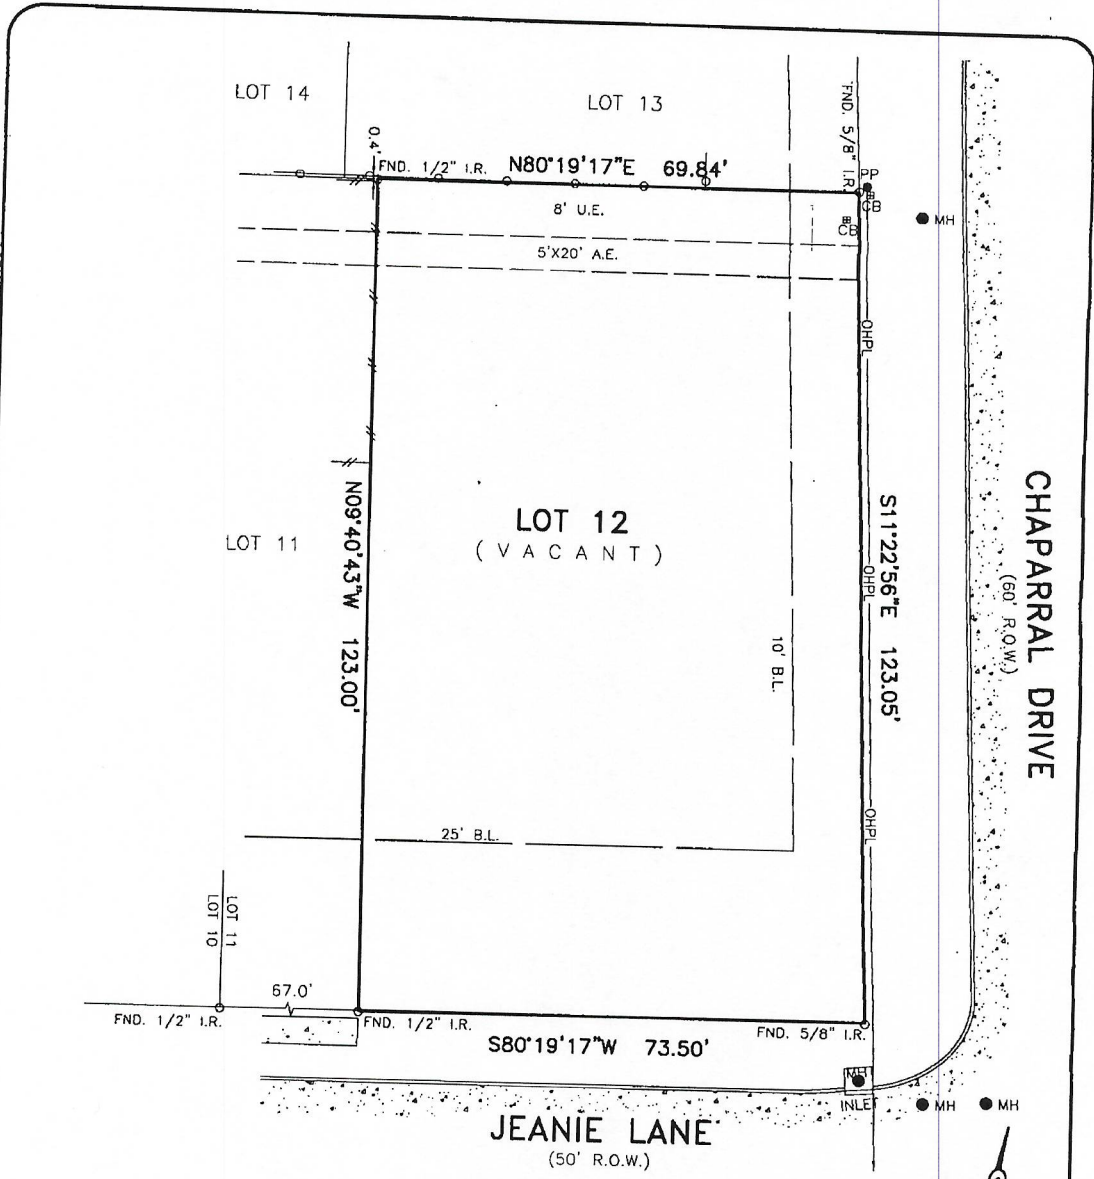 LOT 14
LOT 13
FND. 5/8" I.R.
0.4'
FND. 1/2" I.R.
N80°19'17"E 69.84'
PP
CB
CB
MH
8' U.E.
5'X20' A.E.
OHPL
CHAPARRAL DRIVE
(60' R.O.W.)
S11°22'56"E 123.05'
OHPL
LOT 12
(VACANT)
LOT 11
N09°40'43"W 123.00'
10' B.L.
OHPL
25' B.L.
LOT 11
LOT 10
67.0'
FND. 1/2" I.R.
FND. 1/2" I.R.
FND. 5/8" I.R.
S80°19'17"W 73.50'
MH
INLET
MH
MH
JEANIE LANE
(50' R.O.W.)